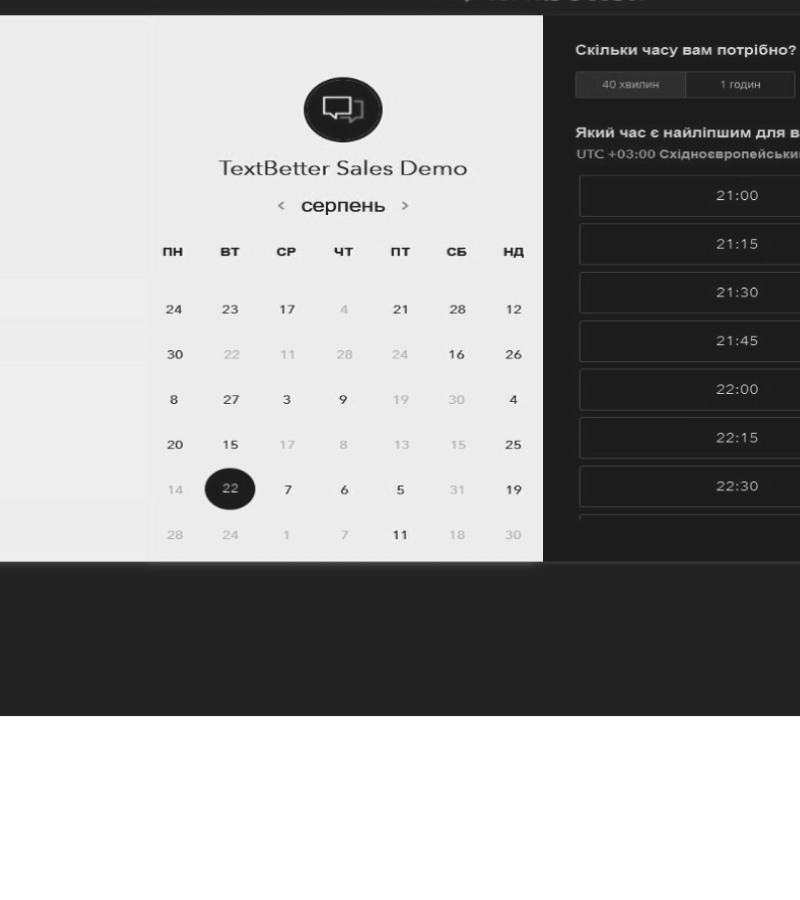 TextBetter Sales Demo
< серпень >
ПН ВТ СР ЧТ ПТ СБ НД
24 23 17 4 21 28 12
30 22 11 28 24 16 26
8 27 3 9 19 30 4
20 15 17 8 13 15 25
14 22 7 6 5 31 19
28 24 1 7 11 18 30
Скільки часу вам потрібно?
40 хвилин 1 годин
Який час є найліпшим для
UTC +03:00
21:00
21:15
21:30
21:45
22:00
22:15
22:30